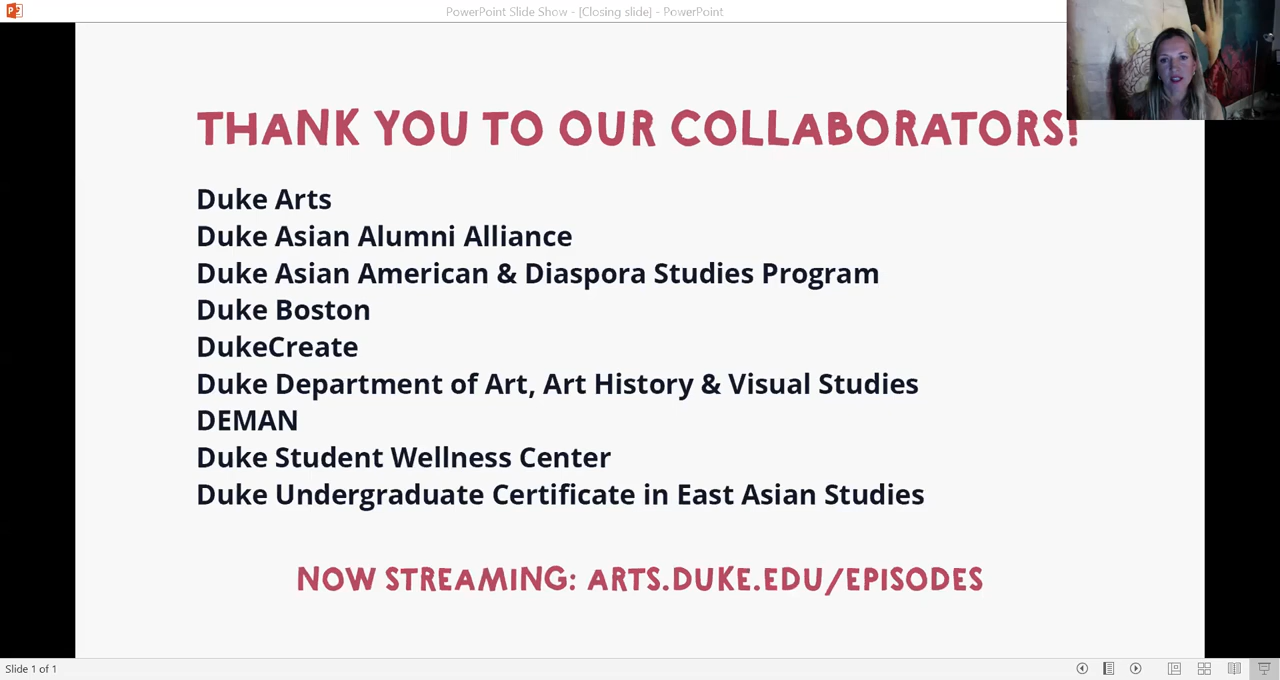 PowerPoint Slide Show - [Closing slide] - PowerPoint
THANK YOU TO OUR COLLABORATORS!
Duke Arts
Duke Asian Alumni Alliance
Duke Asian American & Diaspora Studies Program
Duke Boston
DukeCreate
Duke Department of Art, Art History & Visual Studies
DEMAN
Duke Student Wellness Center
Duke Undergraduate Certificate in East Asian Studies
NOW STREAMING: ARTS.DUKE.EDU/EPISODES
Slide 1 of 1